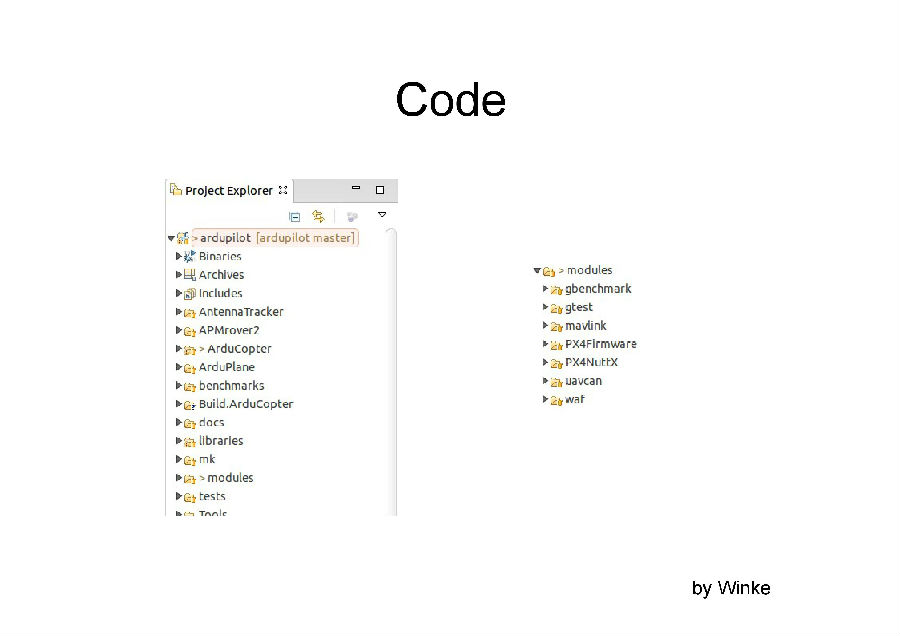 Code
Project Explorer
> ardupilot [ardupilot master]
Binaries
Archives
Includes
AntennaTracker
APMrover2
> ArduCopter
ArduPlane
benchmarks
Build.ArduCopter
docs
libraries
mk
> modules
tests
Tools
> modules
gbenchmark
gtest
mavlink
PX4Firmware
PX4NuttX
uavcan
waf
by Winke